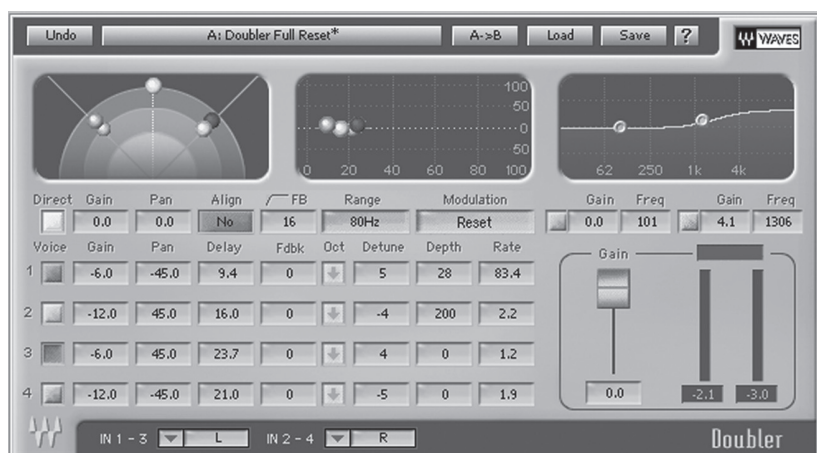 Undo A: Doubler Full Reset* A->B Load Save ? WAVES
100
50
0
50
0 20 40 60 80 100
62 250 1k 4k
Direct Gain Pan Align FB Range Modulation Gain Freq Gain Freq
0.0 0.0 No 16 80Hz Reset 0.0 101 4.1 1306
Voice Gain Pan Delay Fdbk Oct Detune Depth Rate
Gain
1 -6.0 -45.0 9.4 0 5 28 83.4
2 -12.0 45.0 16.0 0 -4 200 2.2
3 -6.0 45.0 23.7 0 4 0 1.2
4 -12.0 -45.0 21.0 0 -5 0 1.9
0.0 -2.1 -3.0
IN 1 - 3 L IN 2 - 4 R Doubler